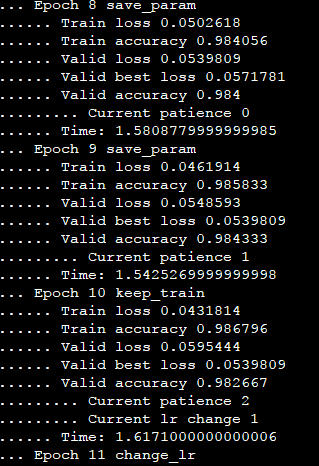 ... Epoch 8 save_param
...... Train loss 0.0502618
...... Train accuracy 0.984056
...... Valid loss 0.0539809
...... Valid best loss 0.0571781
...... Valid accuracy 0.984
......... Current patience 0
...... Time: 1.5808779999999985
... Epoch 9 save_param
...... Train loss 0.0461914
...... Train accuracy 0.985833
...... Valid loss 0.0548593
...... Valid best loss 0.0539809
...... Valid accuracy 0.984333
......... Current patience 1
...... Time: 1.5425269999999998
... Epoch 10 keep_train
...... Train loss 0.0431814
...... Train accuracy 0.986796
...... Valid loss 0.0595444
...... Valid best loss 0.0539809
...... Valid accuracy 0.982667
......... Current patience 2
......... Current lr change 1
...... Time: 1.6171000000000006
... Epoch 11 change_lr